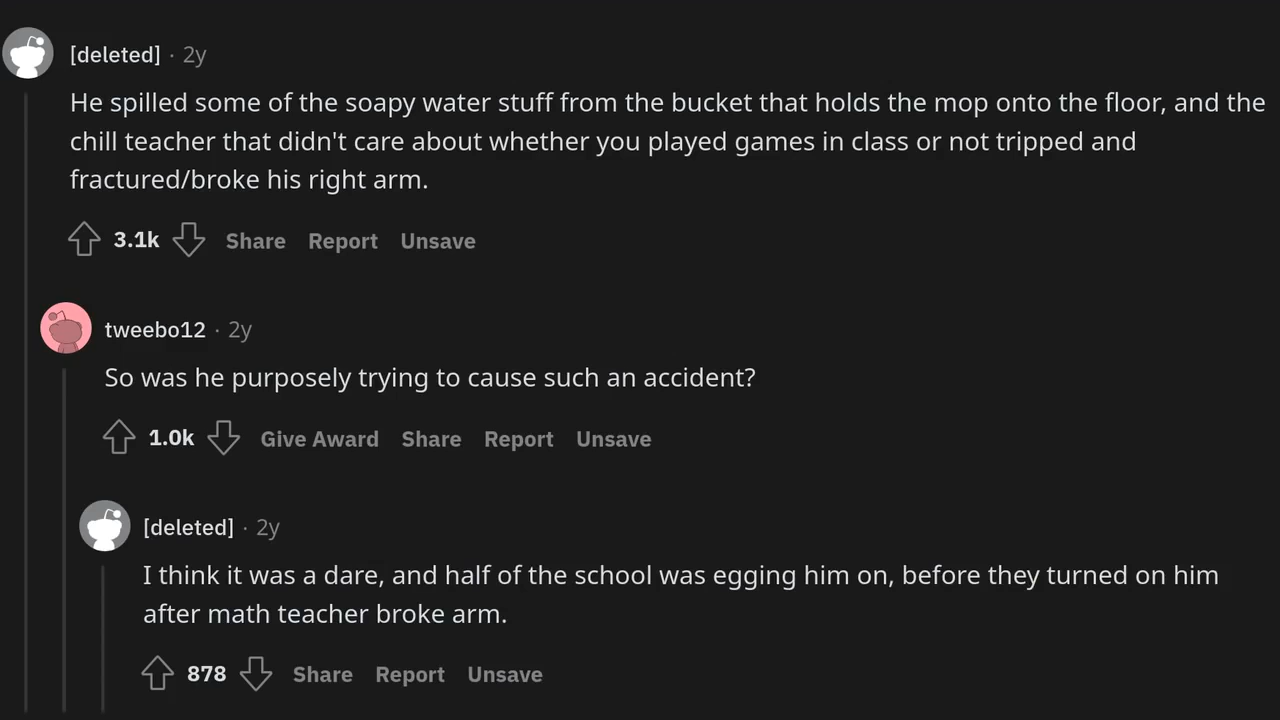 [deleted] · 2y
He spilled some of the soapy water stuff from the bucket that holds the mop onto the floor, and the
chill teacher that didn't care about whether you played games in class or not tripped and
fractured/broke his right arm.
3.1k Share Report Unsave
tweebo12 · 2y
So was he purposely trying to cause such an accident?
1.0k Give Award Share Report Unsave
[deleted] · 2y
I think it was a dare, and half of the school was egging him on, before they turned on him
after math teacher broke arm.
878 Share Report Unsave